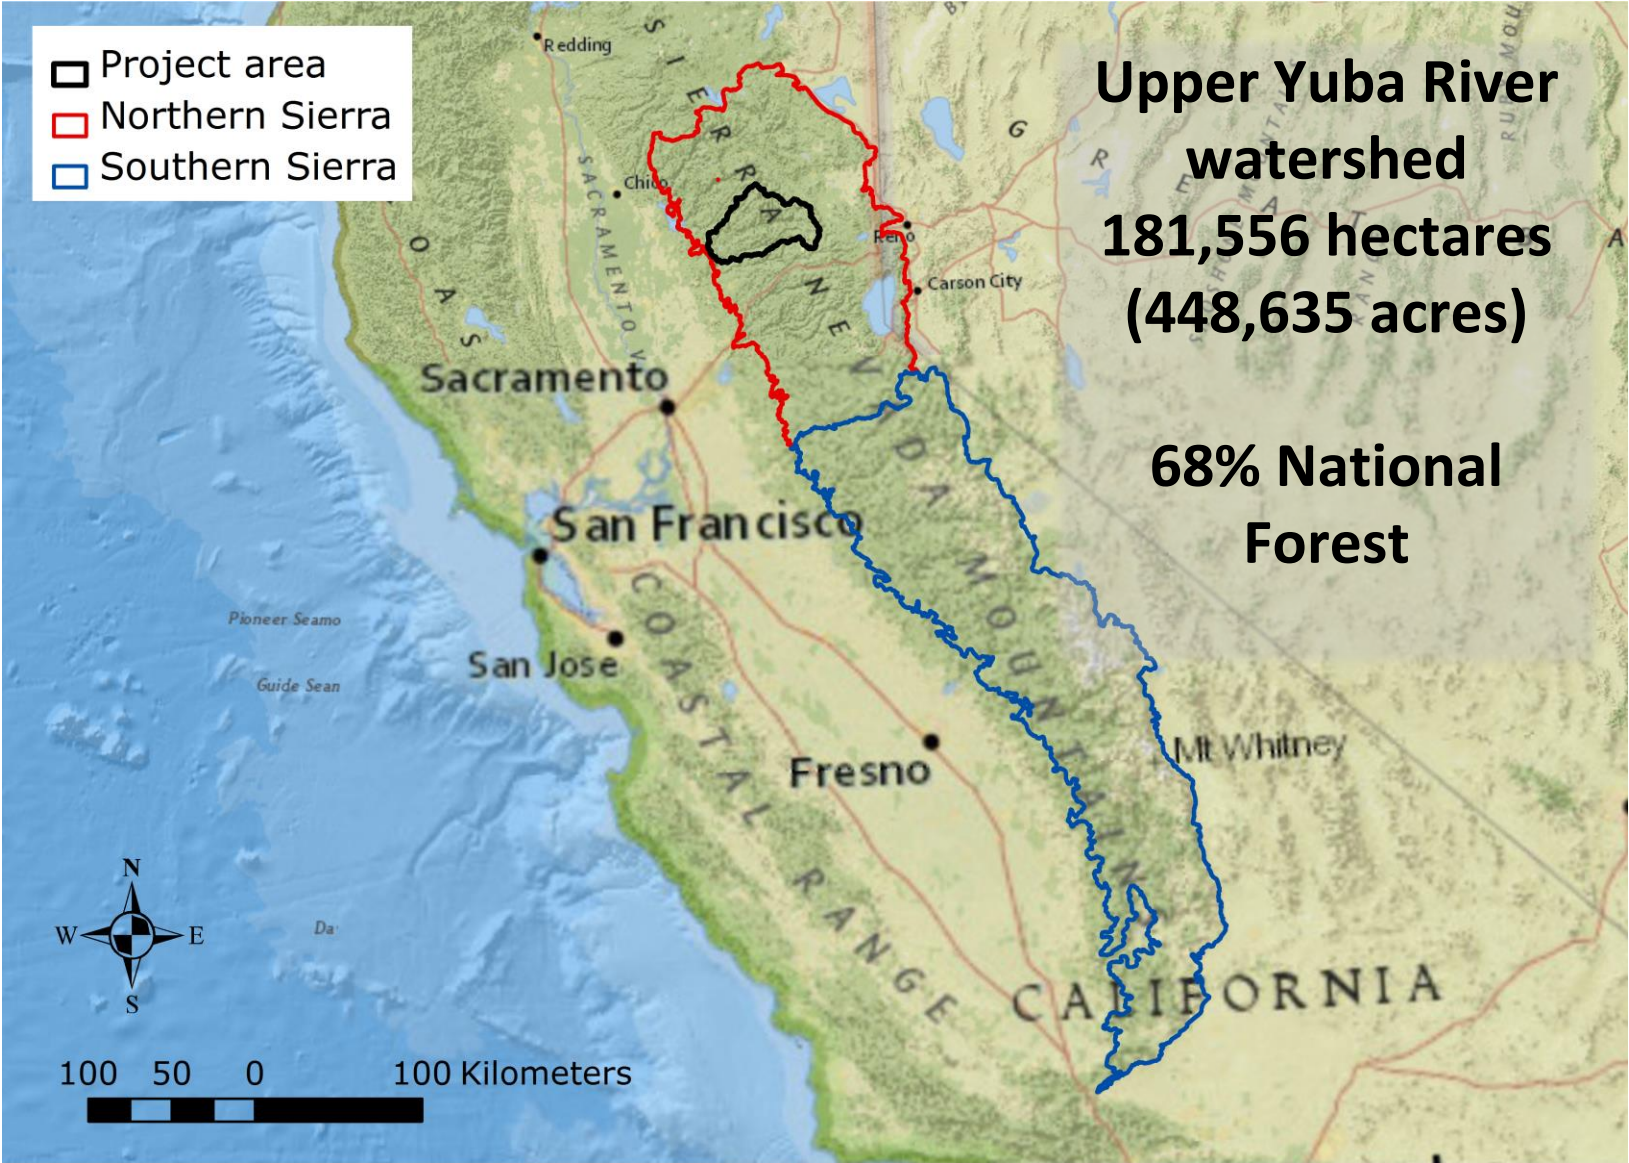 Project area
Northern Sierra
Southern Sierra
Upper Yuba River
watershed
181,556 hectares
(448,635 acres)
68% National
Forest
Redding
Chico
Reno
Carson City
SACRAMENTO V
SIERRA NEVADA MOUNTAINS
Sacramento
San Francisco
San Jose
Pioneer Seamo
Guide Sean
Fresno
Mt Whitney
COASTAL RANGE
CALIFORNIA
Da
N
W
E
S
100 50 0 100 Kilometers